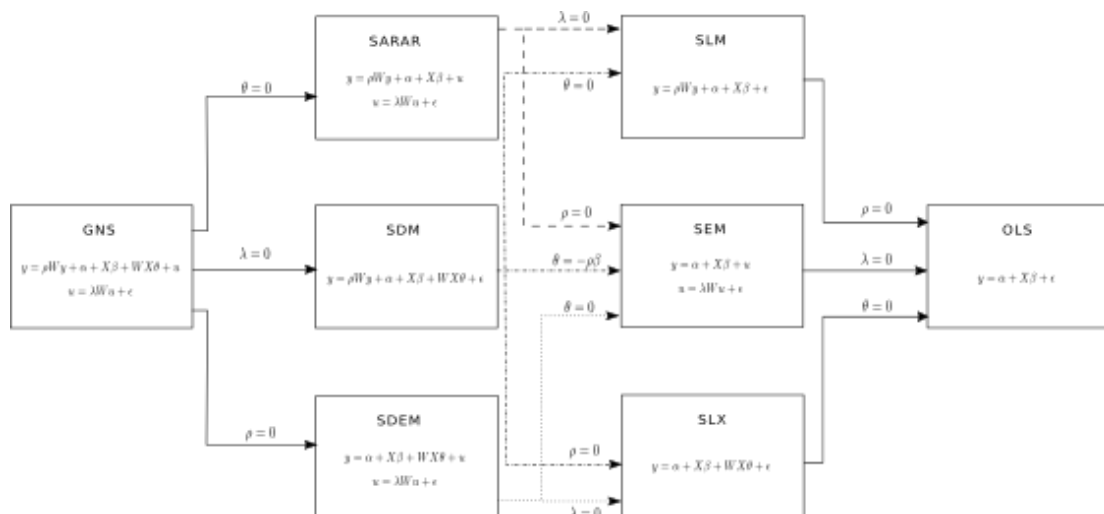 SARAR
y = ρWy + α + Xβ + u
u = λWu + ε
λ = 0
θ = 0
SLM
y = ρWy + α + Xβ + ε
θ = 0
GNS
y = ρWy + α + Xβ + WXθ + u
u = λWu + ε
λ = 0
SDM
y = ρWy + α + Xβ + WXθ + ε
ρ = 0
θ = −ρβ
θ = 0
SEM
y = α + Xβ + u
u = λWu + ε
ρ = 0
λ = 0
θ = 0
OLS
y = α + Xβ + ε
ρ = 0
SDEM
y = α + Xβ + WXθ + u
u = λWu + ε
ρ = 0
λ = 0
SLX
y = α + Xβ + WXθ + ε